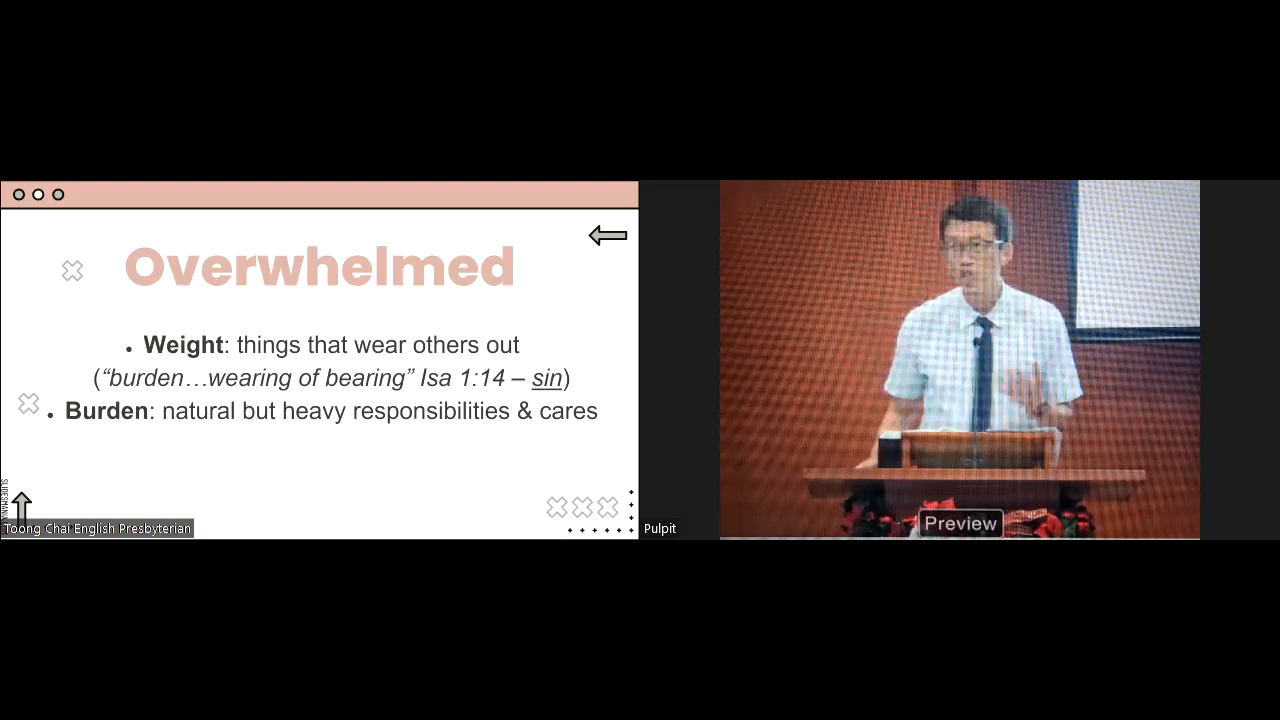 Overwhelmed
• Weight: things that wear others out
(“burden…wearing of bearing” Isa 1:14 – sin)
• Burden: natural but heavy responsibilities & cares
Toong Chai English Presbyterian
Pulpit
Preview